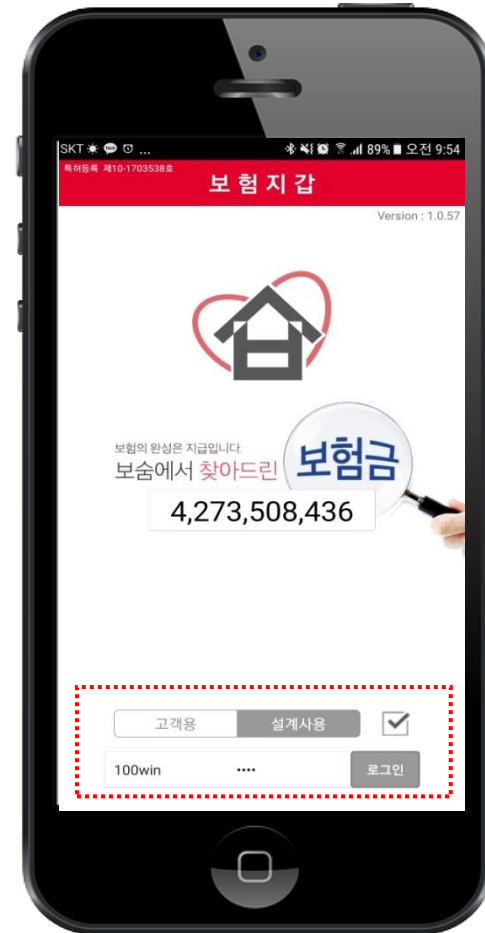 SKT ... 89% 오전 9:54
특허등록 제10-1703538호
보험지갑
Version : 1.0.57
보험의 완성은 지급입니다.
보숨에서 찾아드린 보험금
4,273,508,436
고객용 설계사용
100win •••• 로그인